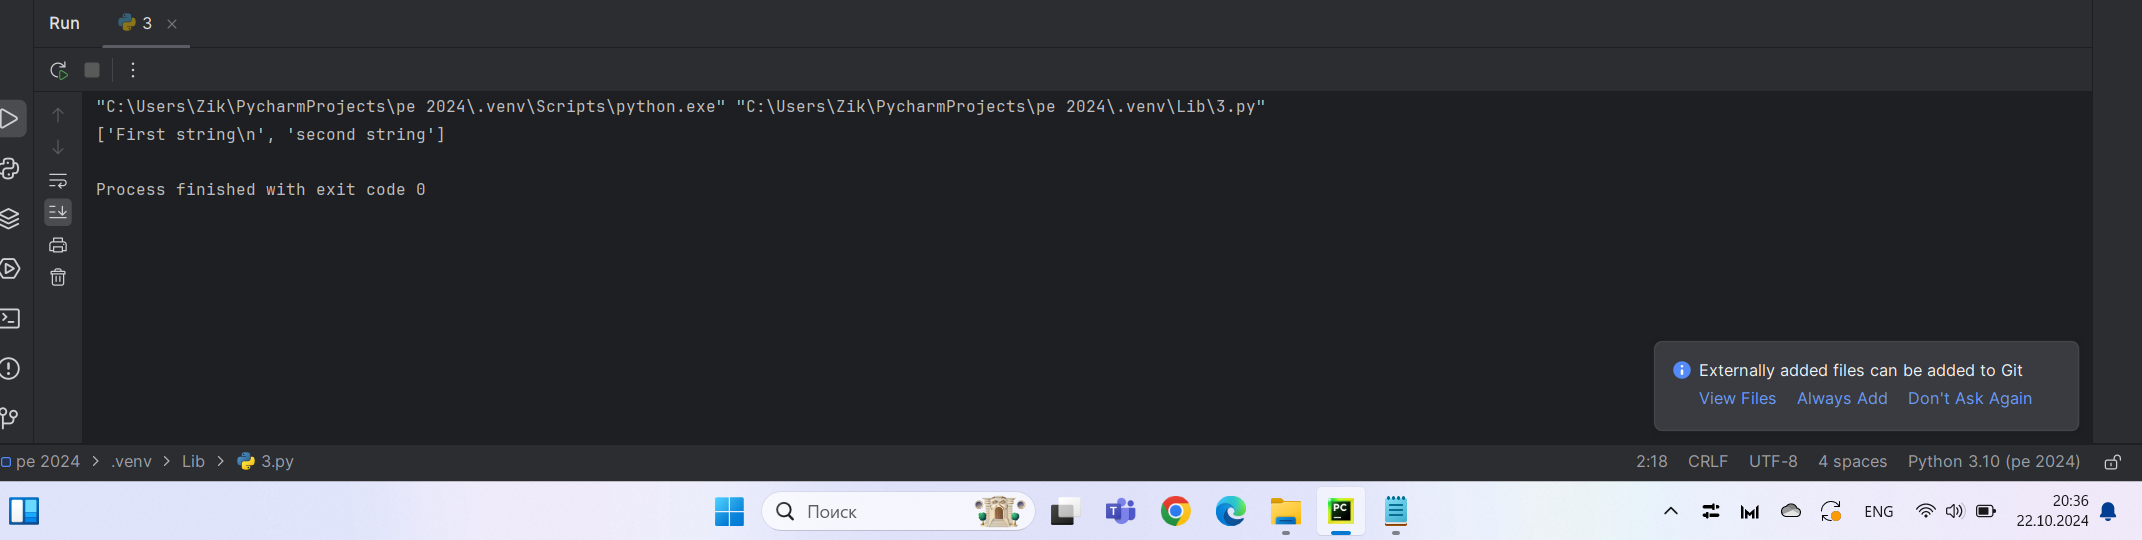 Run 3
"C:\Users\Zik\PycharmProjects\pe 2024\.venv\Scripts\python.exe" "C:\Users\Zik\PycharmProjects\pe 2024\.venv\Lib\3.py"
['First string\n', 'second string']
Process finished with exit code 0
Externally added files can be added to Git
View Files Always Add Don't Ask Again
pe 2024 > .venv > Lib > 3.py 2:18 CRLF UTF-8 4 spaces Python 3.10 (pe 2024)
Поиск T PC ENG 20:36
22.10.2024